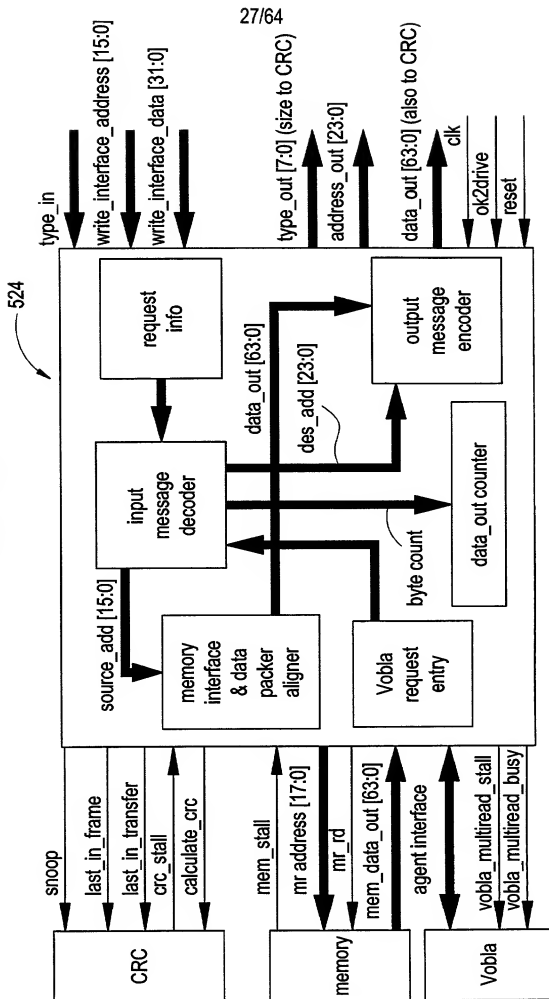 27/64
524
type_in
write_interface_address [15:0]
write_interface_data [31:0]
type_out [7:0] (size to CRC)
address_out [23:0]
data_out [63:0] (also to CRC)
clk
ok2drive
reset
request
info
input
message
decoder
data_out [63:0]
des_add [23:0]
output
message
encoder
source_add [15:0]
memory
interface
& data
packer
aligner
byte count
data_out counter
Vobla
request
entry
snoop
last_in_frame
last_in_transfer
crc_stall
calculate_crc
CRC
mem_stall
mr address [17:0]
mr_rd
mem_data_out [63:0]
memory
agent interface
vobla_multiread_stall
vobla_multiread_busy
Vobla